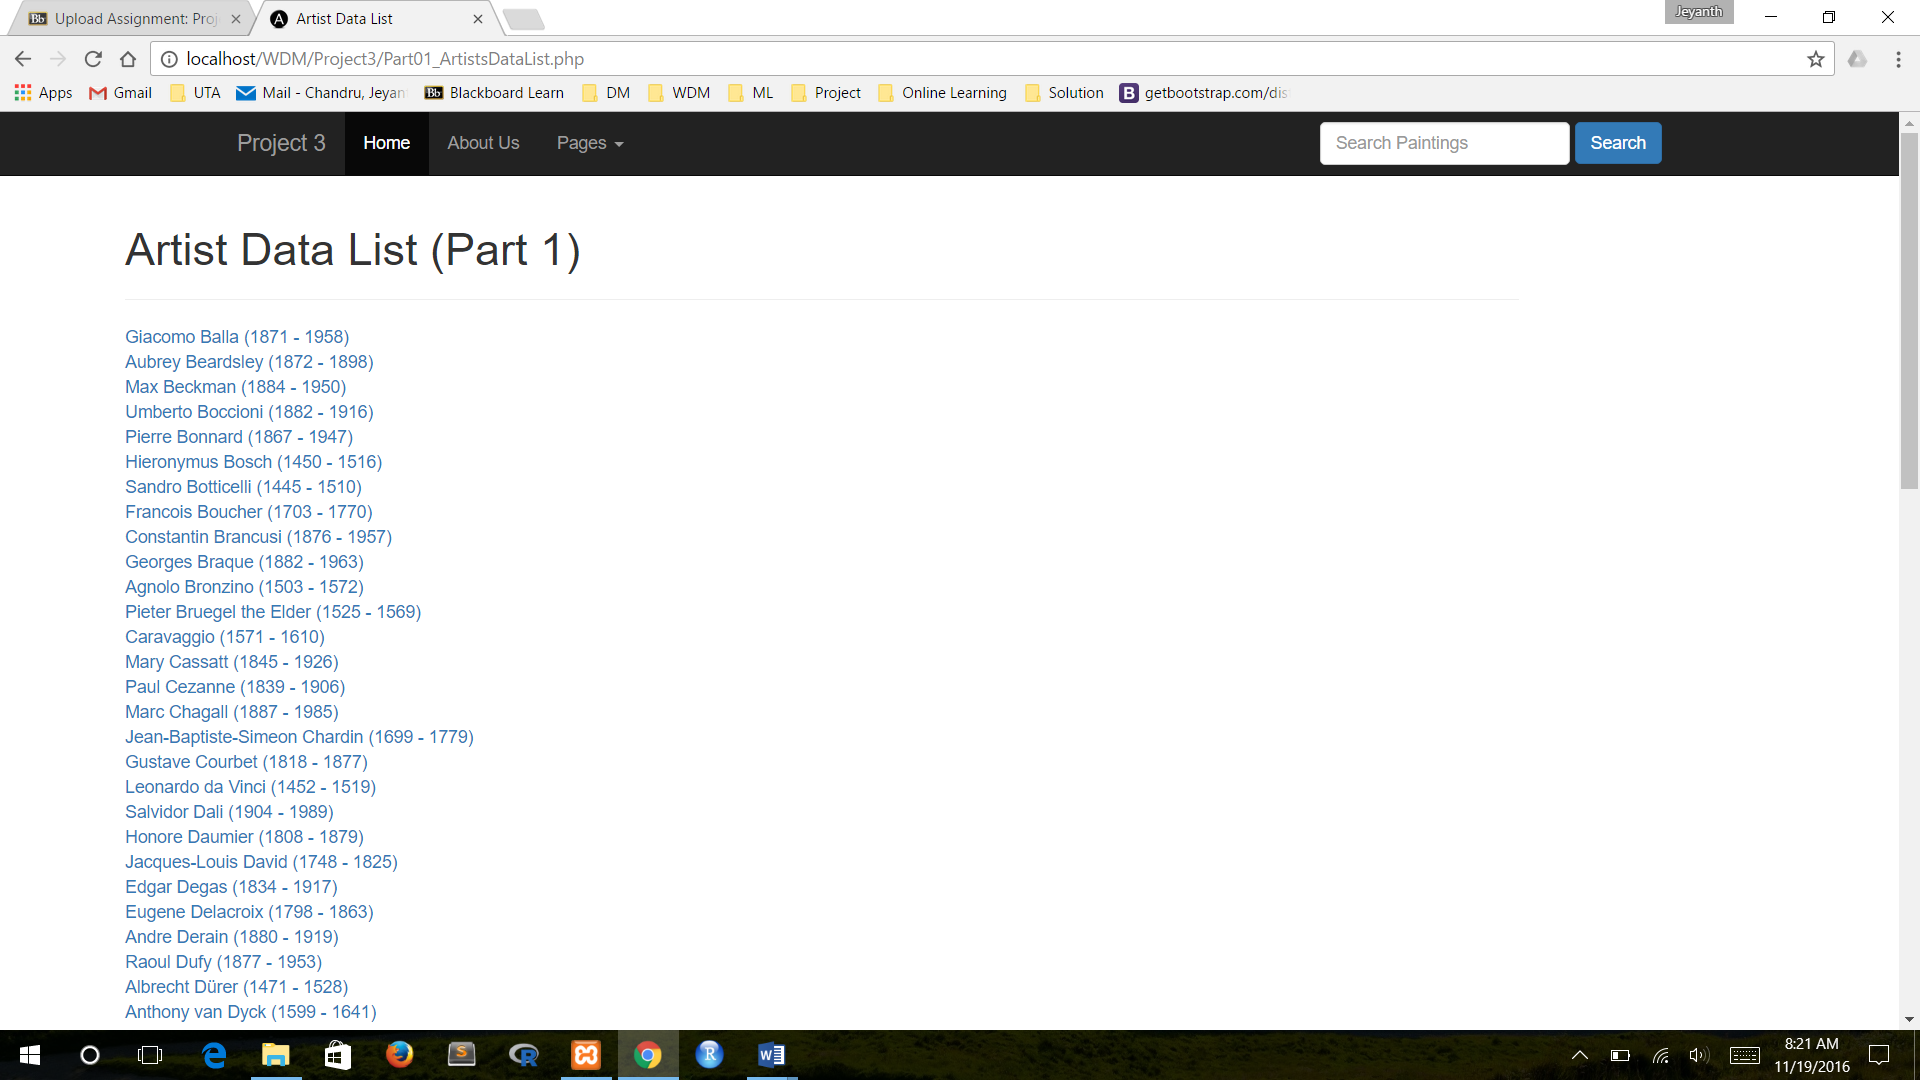 Upload Assignment: Proj
Artist Data List
Jeyanth
localhost/WDM/Project3/Part01_ArtistsDataList.php
Apps Gmail UTA Mail - Chandru, Jeyan Bb Blackboard Learn DM WDM ML Project Online Learning Solution B getbootstrap.com/dis
Project 3 Home About Us Pages Search Paintings Search
Artist Data List (Part 1)
Giacomo Balla (1871 - 1958)
Aubrey Beardsley (1872 - 1898)
Max Beckman (1884 - 1950)
Umberto Boccioni (1882 - 1916)
Pierre Bonnard (1867 - 1947)
Hieronymus Bosch (1450 - 1516)
Sandro Botticelli (1445 - 1510)
Francois Boucher (1703 - 1770)
Constantin Brancusi (1876 - 1957)
Georges Braque (1882 - 1963)
Agnolo Bronzino (1503 - 1572)
Pieter Bruegel the Elder (1525 - 1569)
Caravaggio (1571 - 1610)
Mary Cassatt (1845 - 1926)
Paul Cezanne (1839 - 1906)
Marc Chagall (1887 - 1985)
Jean-Baptiste-Simeon Chardin (1699 - 1779)
Gustave Courbet (1818 - 1877)
Leonardo da Vinci (1452 - 1519)
Salvidor Dali (1904 - 1989)
Honore Daumier (1808 - 1879)
Jacques-Louis David (1748 - 1825)
Edgar Degas (1834 - 1917)
Eugene Delacroix (1798 - 1863)
Andre Derain (1880 - 1919)
Raoul Dufy (1877 - 1953)
Albrecht Dürer (1471 - 1528)
Anthony van Dyck (1599 - 1641)
8:21 AM
11/19/2016